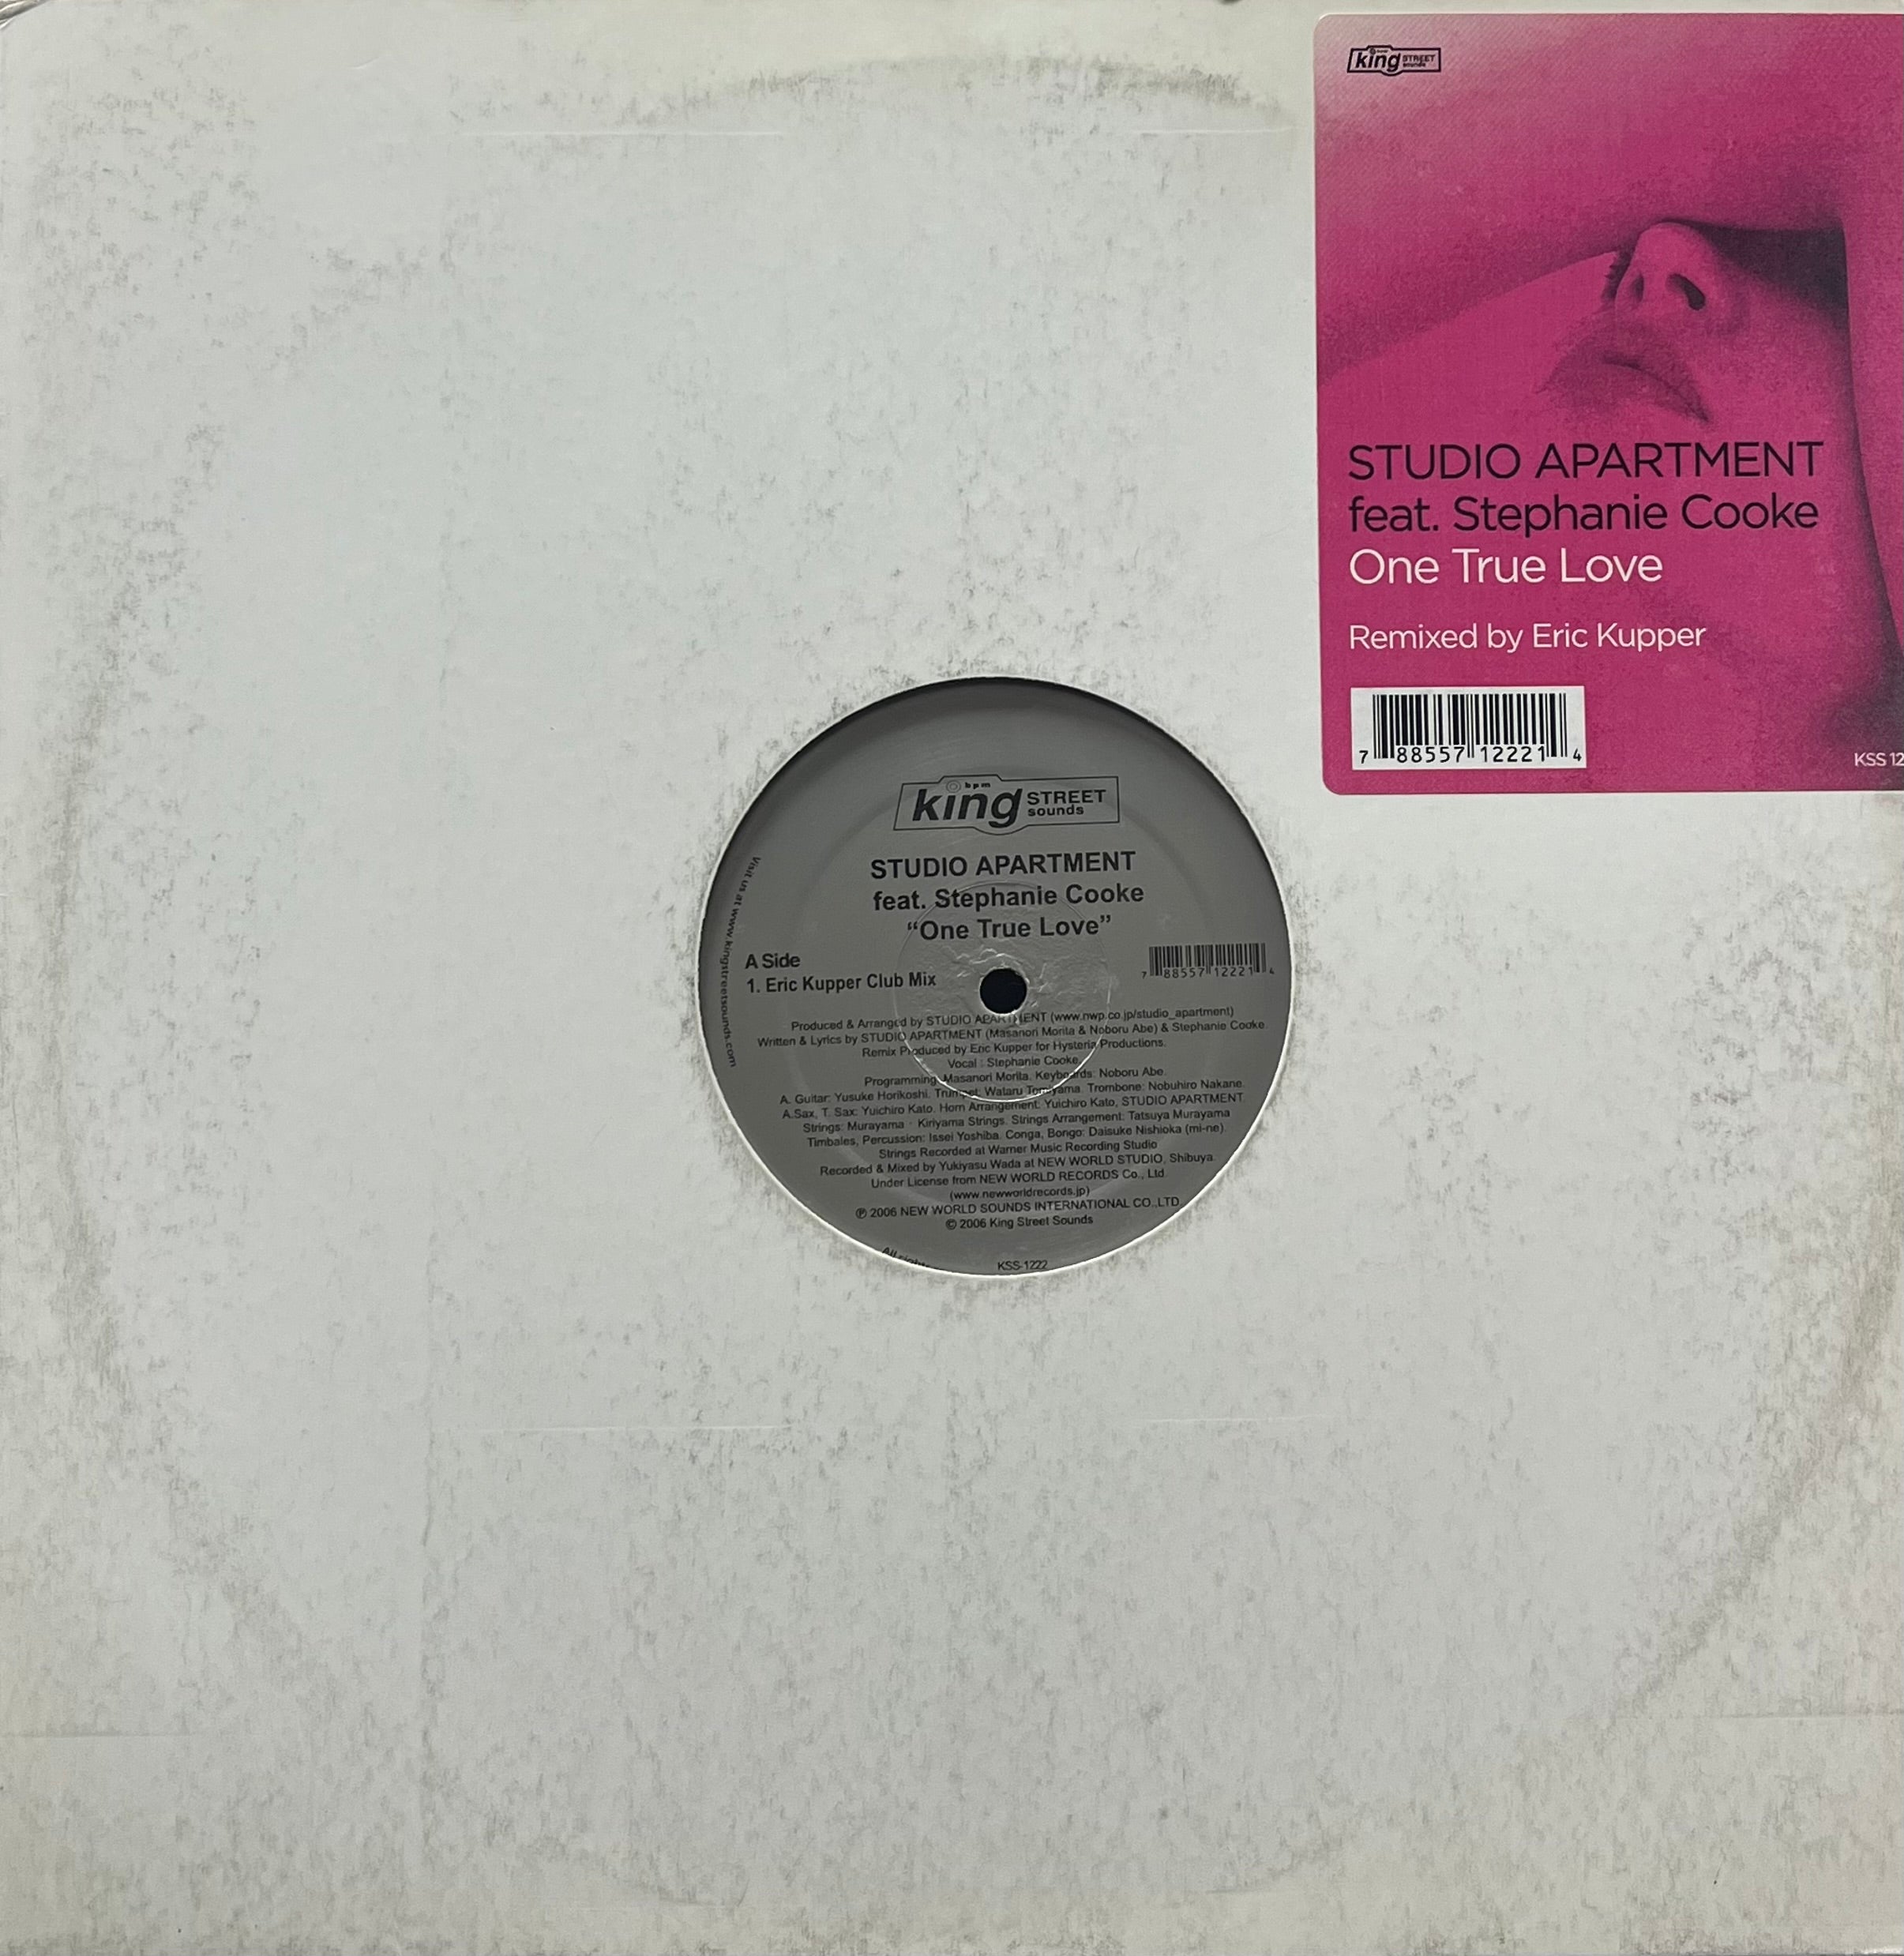 king STREET sounds
STUDIO APARTMENT
feat. Stephanie Cooke
One True Love
Remixed by Eric Kupper
7 88557 12221 4
KSS 12
bpm
king STREET sounds
STUDIO APARTMENT
feat. Stephanie Cooke
“One True Love”
Visit us at www.kingstreetsounds.com
A Side
1. Eric Kupper Club Mix
7 88557 12221 4
Produced & Arranged by STUDIO APARTMENT (www.nwp.co.jp/studio_apartment)
Written & Lyrics by STUDIO APARTMENT (Masanori Morita & Noboru Abe) & Stephanie Cooke
Remix Produced by Eric Kupper for Hysteria Productions.
Vocal : Stephanie Cooke.
Programming: Masanori Morita. Keyboards: Noboru Abe.
A. Guitar: Yusuke Horikoshi. Trumpet: Wataru Tomiyama. Trombone: Nobuhiro Nakane.
A.Sax, T. Sax: Yuichiro Kato. Horn Arrangement: Yuichiro Kato, STUDIO APARTMENT.
Strings: Murayama · Kiriyama Strings. Strings Arrangement: Tatsuya Murayama
Timbales, Percussion: Issei Yoshiba. Conga, Bongo: Daisuke Nishioka (mi-ne).
Strings Recorded at Warner Music Recording Studio
Recorded & Mixed by Yukiyasu Wada at NEW WORLD STUDIO, Shibuya.
Under License from NEW WORLD RECORDS Co., Ltd.
(www.newworldrecords.jp)
℗ 2006 NEW WORLD SOUNDS INTERNATIONAL CO.,LTD.
© 2006 King Street Sounds
All rights
KSS-1222